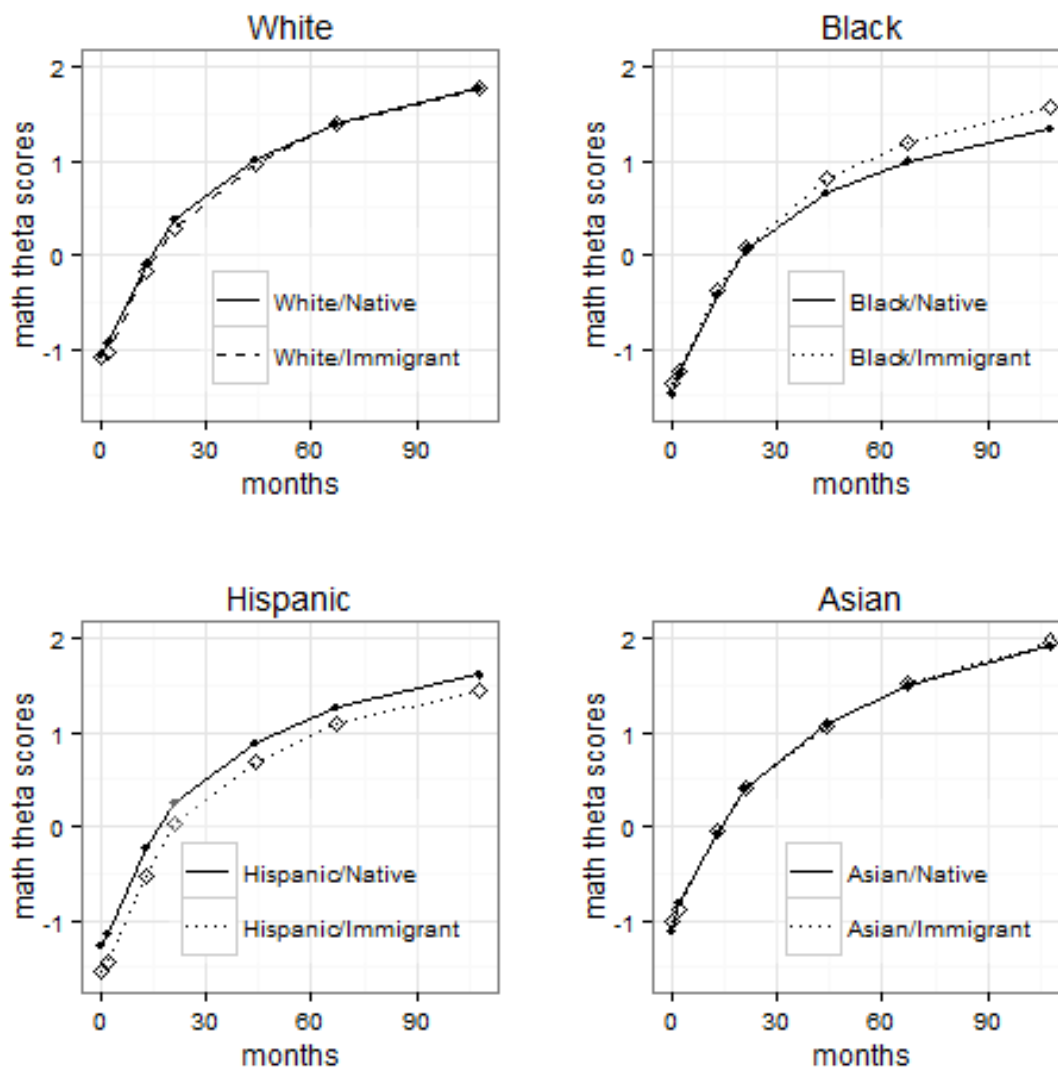 White
math theta scores
2
1
0
-1
White/Native
White/Immigrant
0 30 60 90
months
Black
math theta scores
2
1
0
-1
Black/Native
Black/Immigrant
0 30 60 90
months
Hispanic
math theta scores
2
1
0
-1
Hispanic/Native
Hispanic/Immigrant
0 30 60 90
months
Asian
math theta scores
2
1
0
-1
Asian/Native
Asian/Immigrant
0 30 60 90
months